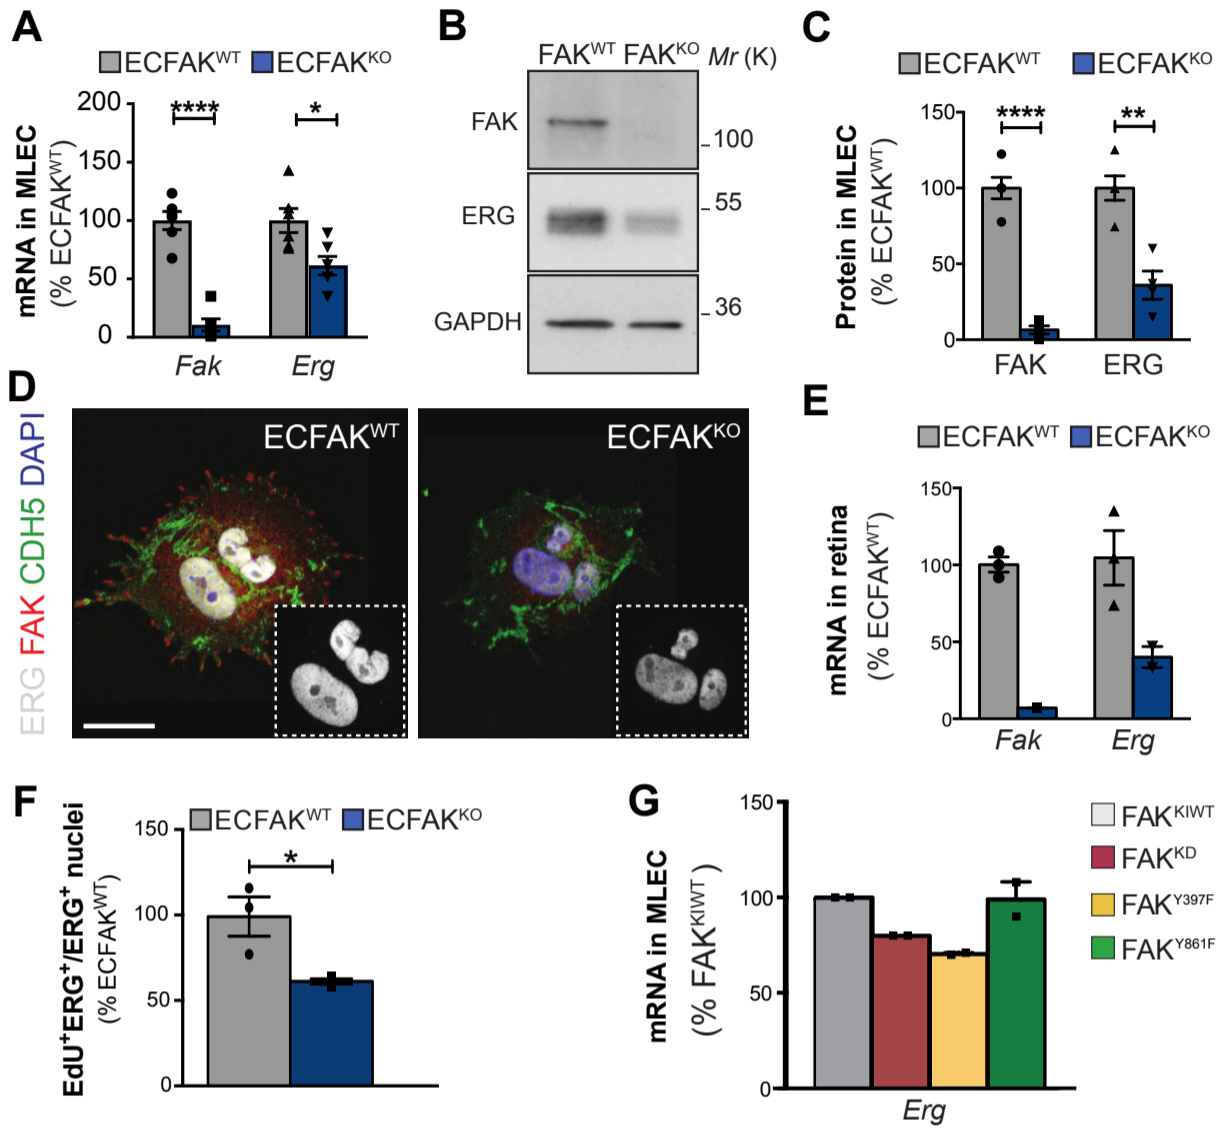 A
ECFAKWT ECFAKKO
mRNA in MLEC
(% ECFAKWT)
200
150
100
50
0
****
*
Fak Erg
B
FAKWT FAKKO Mr (K)
FAK
100
ERG
55
GAPDH
36
C
ECFAKWT ECFAKKO
Protein in MLEC
(% ECFAKWT)
150
100
50
0
****
**
FAK ERG
D
ERG FAK CDH5 DAPI
ECFAKWT
ECFAKKO
E
ECFAKWT ECFAKKO
mRNA in retina
(% ECFAKWT)
150
100
50
0
Fak Erg
F
ECFAKWT ECFAKKO
EdU+ERG+/ERG+ nuclei
(% ECFAKWT)
150
100
50
0
*
G
mRNA in MLEC
(% FAKKIWT)
150
100
50
0
Erg
FAKKIWT
FAKKD
FAKY397F
FAKY861F